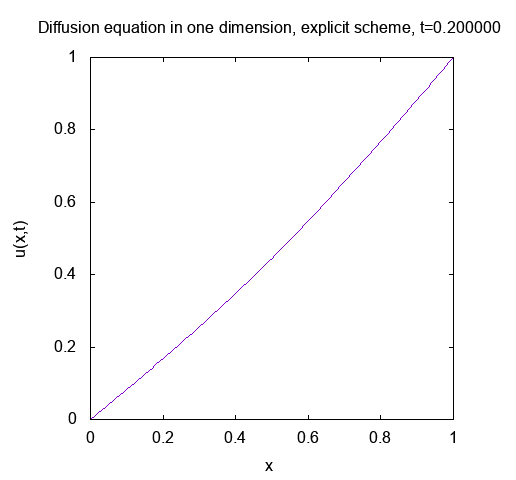 Diffusion equation in one dimension, explicit scheme, t=0.200000
1
0.8
0.6
0.4
0.2
0
u(x,t)
0 0.2 0.4 0.6 0.8 1
x